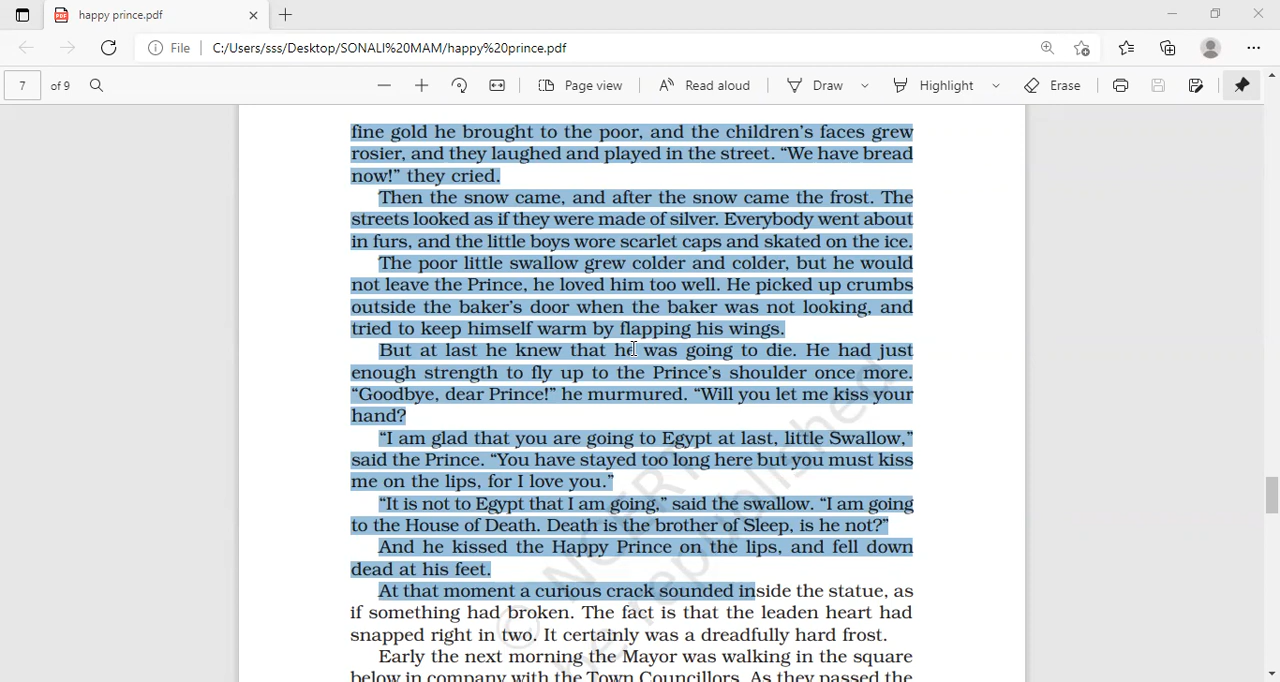 happy prince.pdf
File
C:/Users/sss/Desktop/SONALI%20MAM/happy%20prince.pdf
7 of 9
Page view
Read aloud
Draw
Highlight
Erase
fine gold he brought to the poor, and the children’s faces grew
rosier, and they laughed and played in the street. “We have bread
now!” they cried.
Then the snow came, and after the snow came the frost. The
streets looked as if they were made of silver. Everybody went about
in furs, and the little boys wore scarlet caps and skated on the ice.
The poor little swallow grew colder and colder, but he would
not leave the Prince, he loved him too well. He picked up crumbs
outside the baker’s door when the baker was not looking, and
tried to keep himself warm by flapping his wings.
But at last he knew that he was going to die. He had just
enough strength to fly up to the Prince’s shoulder once more.
“Goodbye, dear Prince!” he murmured. “Will you let me kiss your
hand?
“I am glad that you are going to Egypt at last, little Swallow,”
said the Prince. “You have stayed too long here but you must kiss
me on the lips, for I love you.”
“It is not to Egypt that I am going,” said the swallow. “I am going
to the House of Death. Death is the brother of Sleep, is he not?”
And he kissed the Happy Prince on the lips, and fell down
dead at his feet.
At that moment a curious crack sounded inside the statue, as
if something had broken. The fact is that the leaden heart had
snapped right in two. It certainly was a dreadfully hard frost.
Early the next morning the Mayor was walking in the square
below in company with the Town Councillors. As they passed the
© NCERT
be republished